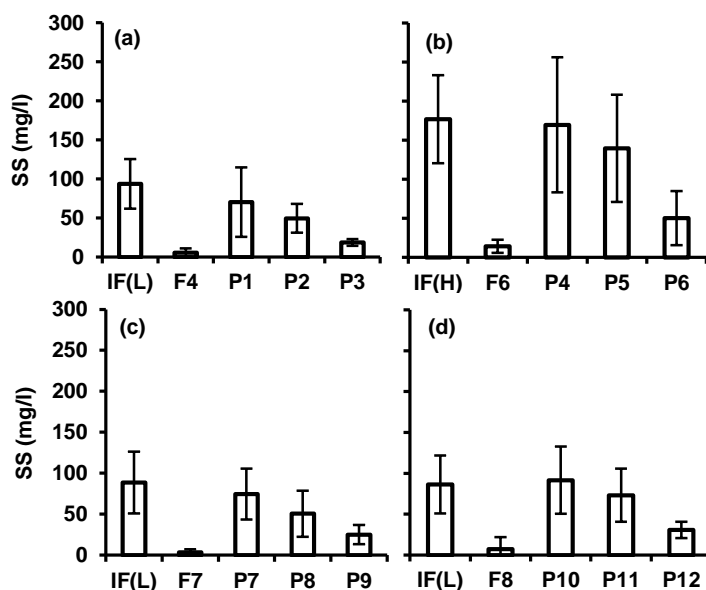 (a)
SS (mg/l)
300
250
200
150
100
50
0
IF(L) F4 P1 P2 P3
(b)
IF(H) F6 P4 P5 P6
(c)
SS (mg/l)
300
250
200
150
100
50
0
IF(L) F7 P7 P8 P9
(d)
IF(L) F8 P10 P11 P12